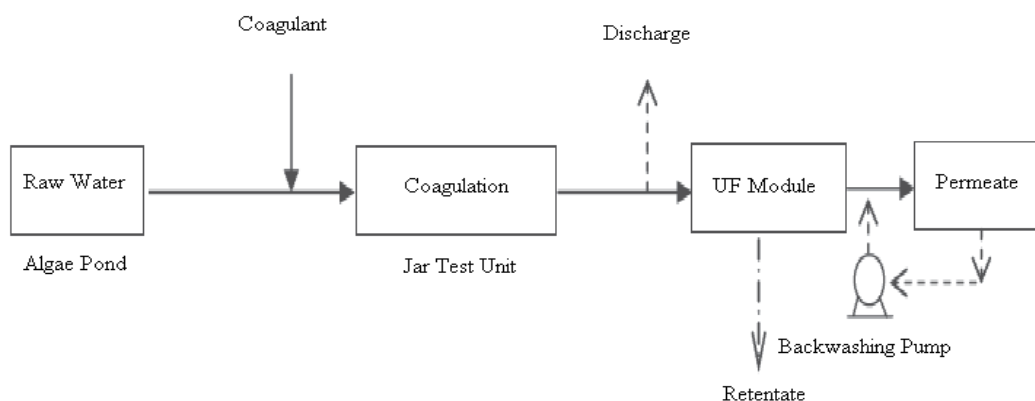 Coagulant
Discharge
Raw Water
Coagulation
UF Module
Permeate
Algae Pond
Jar Test Unit
Backwashing Pump
Retentate